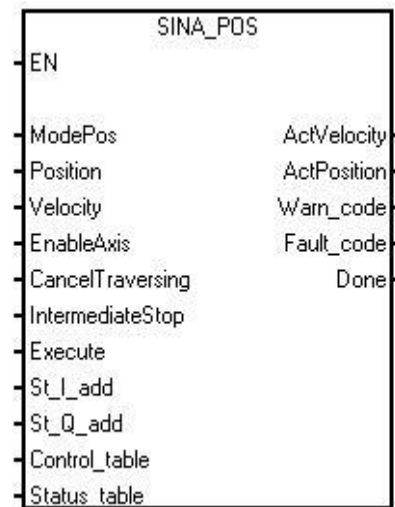 SINA_POS
EN
ModePos ActVelocity
Position ActPosition
Velocity Warn_code
EnableAxis Fault_code
CancelTraversing Done
IntermediateStop
Execute
St_I_add
St_Q_add
Control_table
Status_table